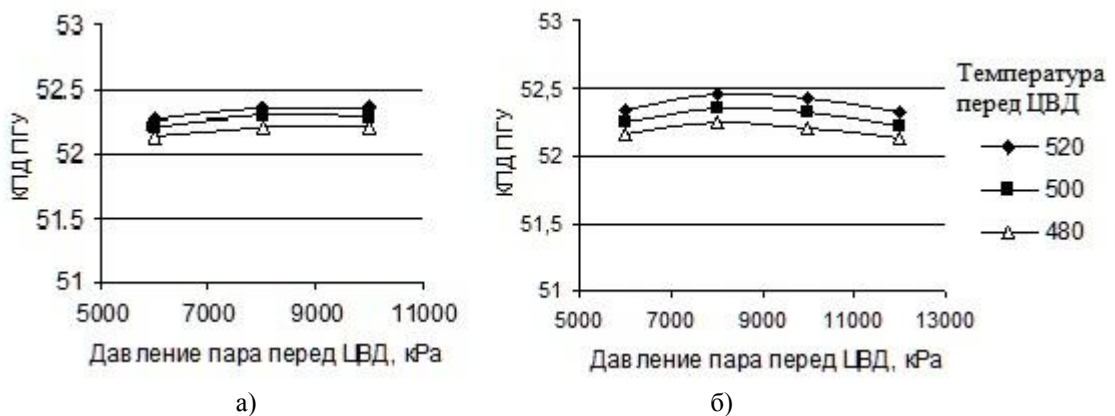 53
52,5
52
51,5
51
КПД ПГУ
5000 7000 9000 11000
Давление пара перед ЦВД, кРа
а)
53
52,5
52
51,5
51
КПД ПГУ
5000 7000 9000 11000 13000
Давление пара перед ЦВД, кРа
б)
Температура
перед ЦВД
520
500
480